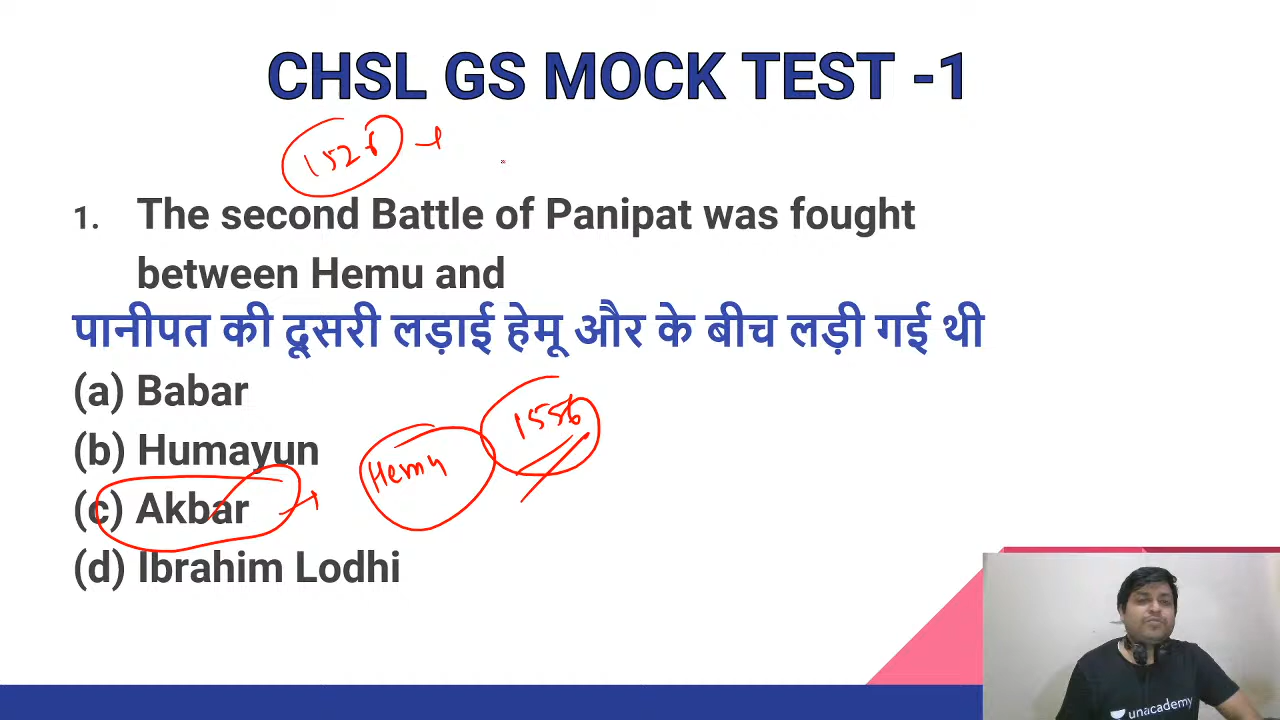 CHSL GS MOCK TEST -1
1526
1. The second Battle of Panipat was fought
between Hemu and
पानीपत की दूसरी लड़ाई हेमू और के बीच लड़ी गई थी
(a) Babar
(b) Humayun
Hemu 1556
(c) Akbar
(d) Ibrahim Lodhi
unacademy